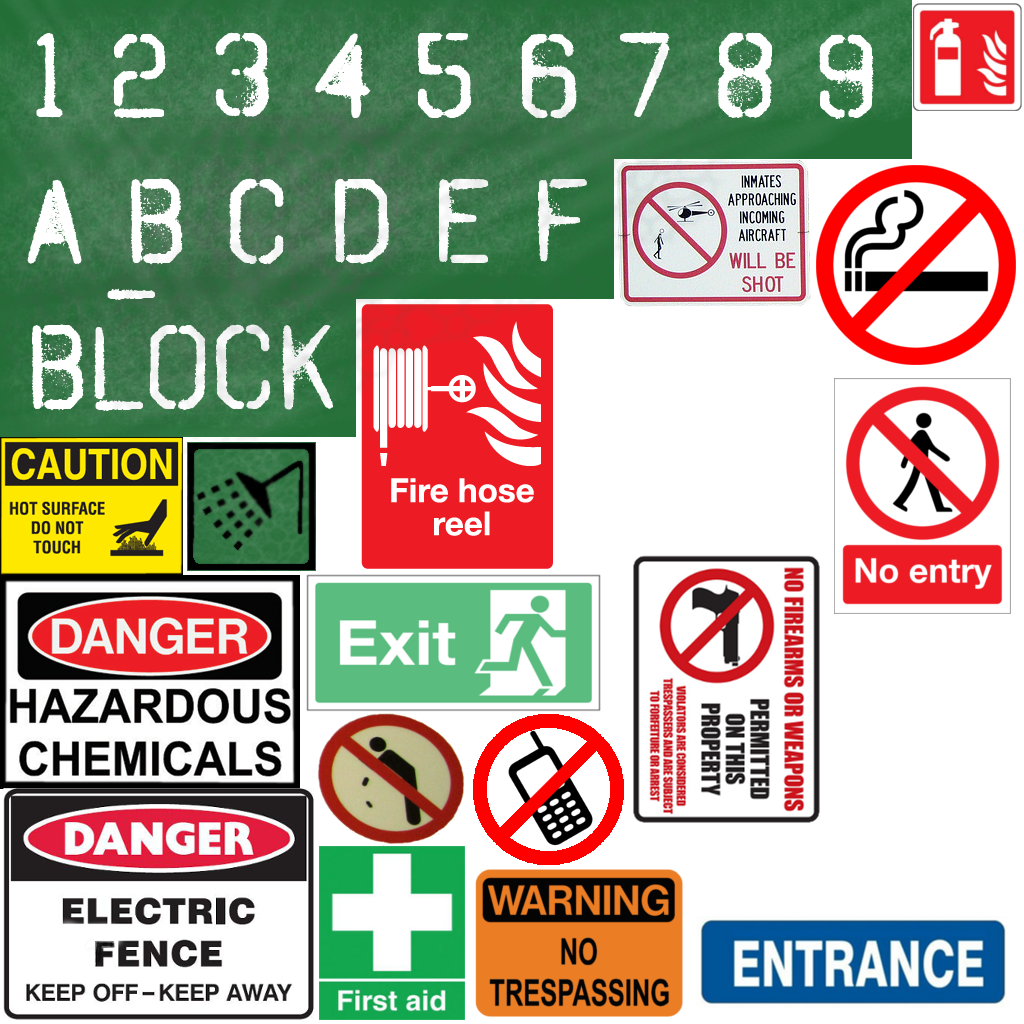 1 2 3 4 5 6 7 8 9
A B C D E F
INMATES
APPROACHING
INCOMING
AIRCRAFT
WILL BE
SHOT
BLOCK
Fire hose
reel
CAUTION
HOT SURFACE
DO NOT
TOUCH
No entry
DANGER
HAZARDOUS
CHEMICALS
Exit
NO FIREARMS OR WEAPONS
PERMITTED
ON THIS
PROPERTY
VIOLATORS ARE CONSIDERED
TRESPASSERS AND ARE SUBJECT
TO FORFEITURE OR ARREST
DANGER
ELECTRIC
FENCE
KEEP OFF – KEEP AWAY
First aid
WARNING
NO
TRESPASSING
ENTRANCE